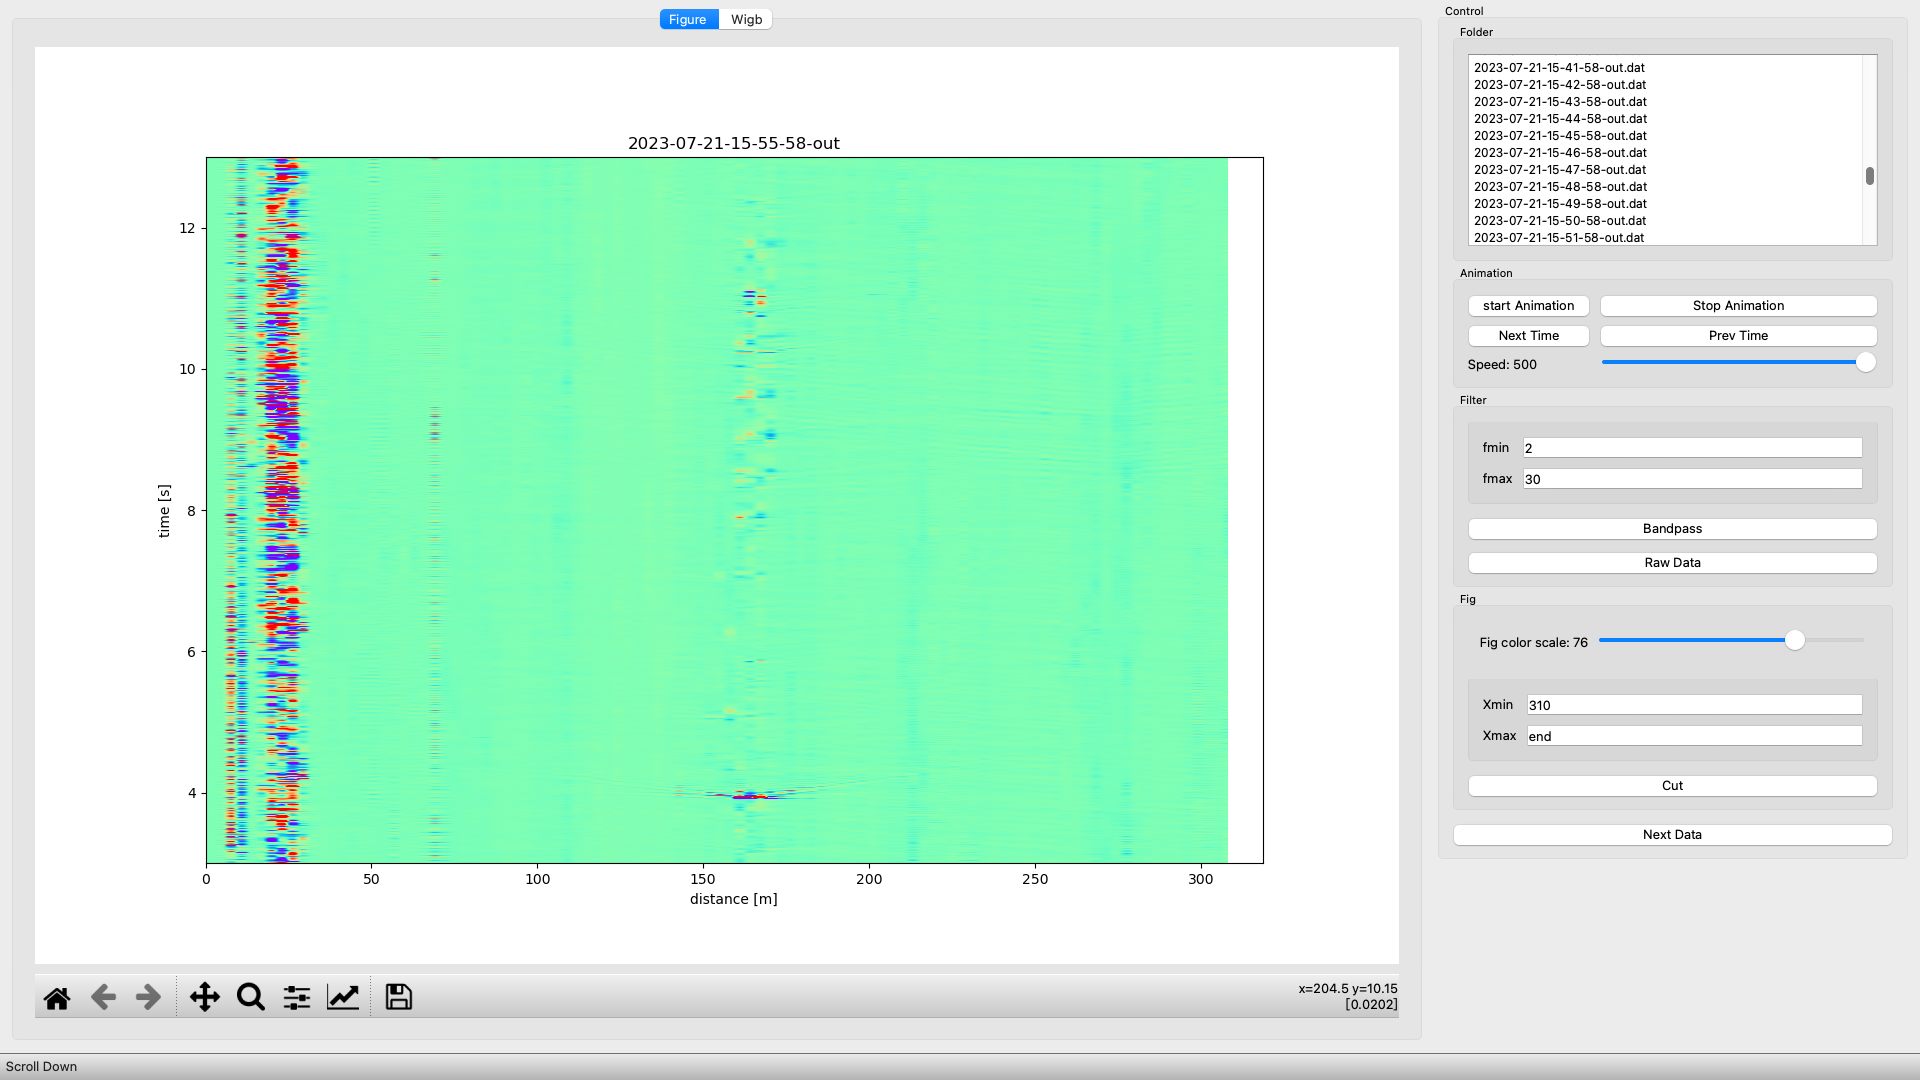 Figure
Wigb
2023-07-21-15-55-58-out
12
10
8
6
4
time [s]
0
50
100
150
200
250
300
distance [m]
x=204.5 y=10.15
[0.0202]
Scroll Down
Control
Folder
2023-07-21-15-41-58-out.dat
2023-07-21-15-42-58-out.dat
2023-07-21-15-43-58-out.dat
2023-07-21-15-44-58-out.dat
2023-07-21-15-45-58-out.dat
2023-07-21-15-46-58-out.dat
2023-07-21-15-47-58-out.dat
2023-07-21-15-48-58-out.dat
2023-07-21-15-49-58-out.dat
2023-07-21-15-50-58-out.dat
2023-07-21-15-51-58-out.dat
Animation
start Animation
Stop Animation
Next Time
Prev Time
Speed: 500
Filter
fmin
2
fmax
30
Bandpass
Raw Data
Fig
Fig color scale: 76
Xmin
310
Xmax
end
Cut
Next Data